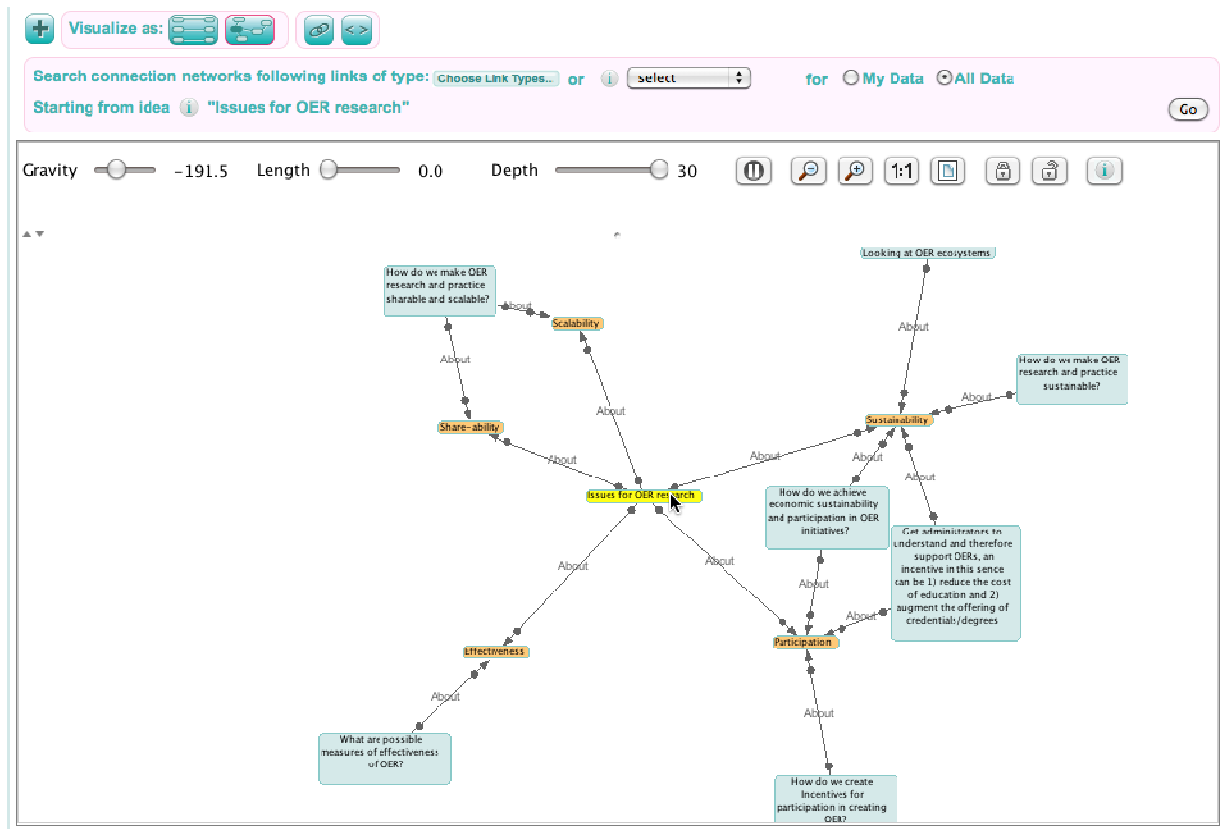 Visualize as:
Search connection networks following links of type: Choose Link Types... or i select for My Data All Data
Starting from idea i "Issues for OER research"
Go
Gravity -191.5 Length 0.0 Depth 30 1:1 i
Looking at OER ecosystems
How do we make OER
research and practice
sharable and scalable?
About
Scalability
About
About
How do we make OER
research and practice
sustainable?
About
About
Share-ability
Sustainability
About
About
About
About
About
Issues for OER research
How do we achieve
economic sustainability
and participation in OER
initiatives?
Get administrators to
understand and therefore
support OERs, an
incentive in this sence
can be 1) reduce the cost
of education and 2)
augment the offering of
credentials/degrees
About
About
About
About
Participation
Effectiveness
About
About
What are possible
measures of effectiveness
of OER?
How do we create
Incentives for
participation in creating
OER?